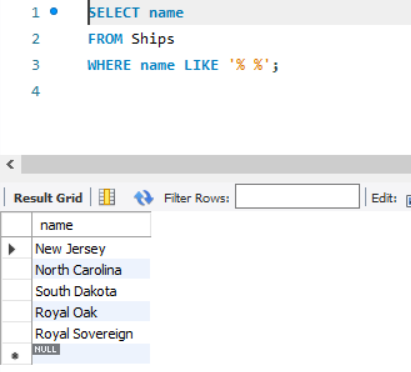 1 SELECT name
2 FROM Ships
3 WHERE name LIKE '% %';
4
Result Grid Filter Rows: Edit:
name
New Jersey
North Carolina
South Dakota
Royal Oak
Royal Sovereign
NULL